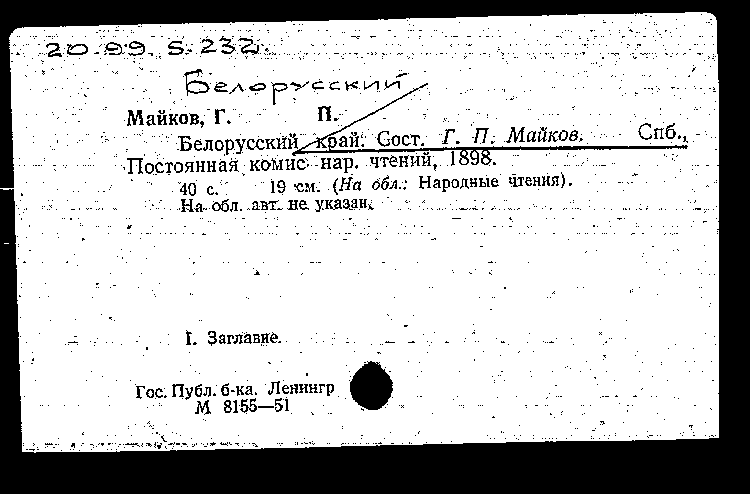 20.99.5.232.
Белорусский
Майков, Г. П.
Белорусский край. Сост. Г. П. Майков. Спб.,
Постоянная комис. нар. чтений, 1898.
40 с. 19 см. (На обл.: Народные чтения).
На обл. авт. не указан.
I. Заглавие.
Гос. Публ. б-ка. Ленингр
М 8155—51